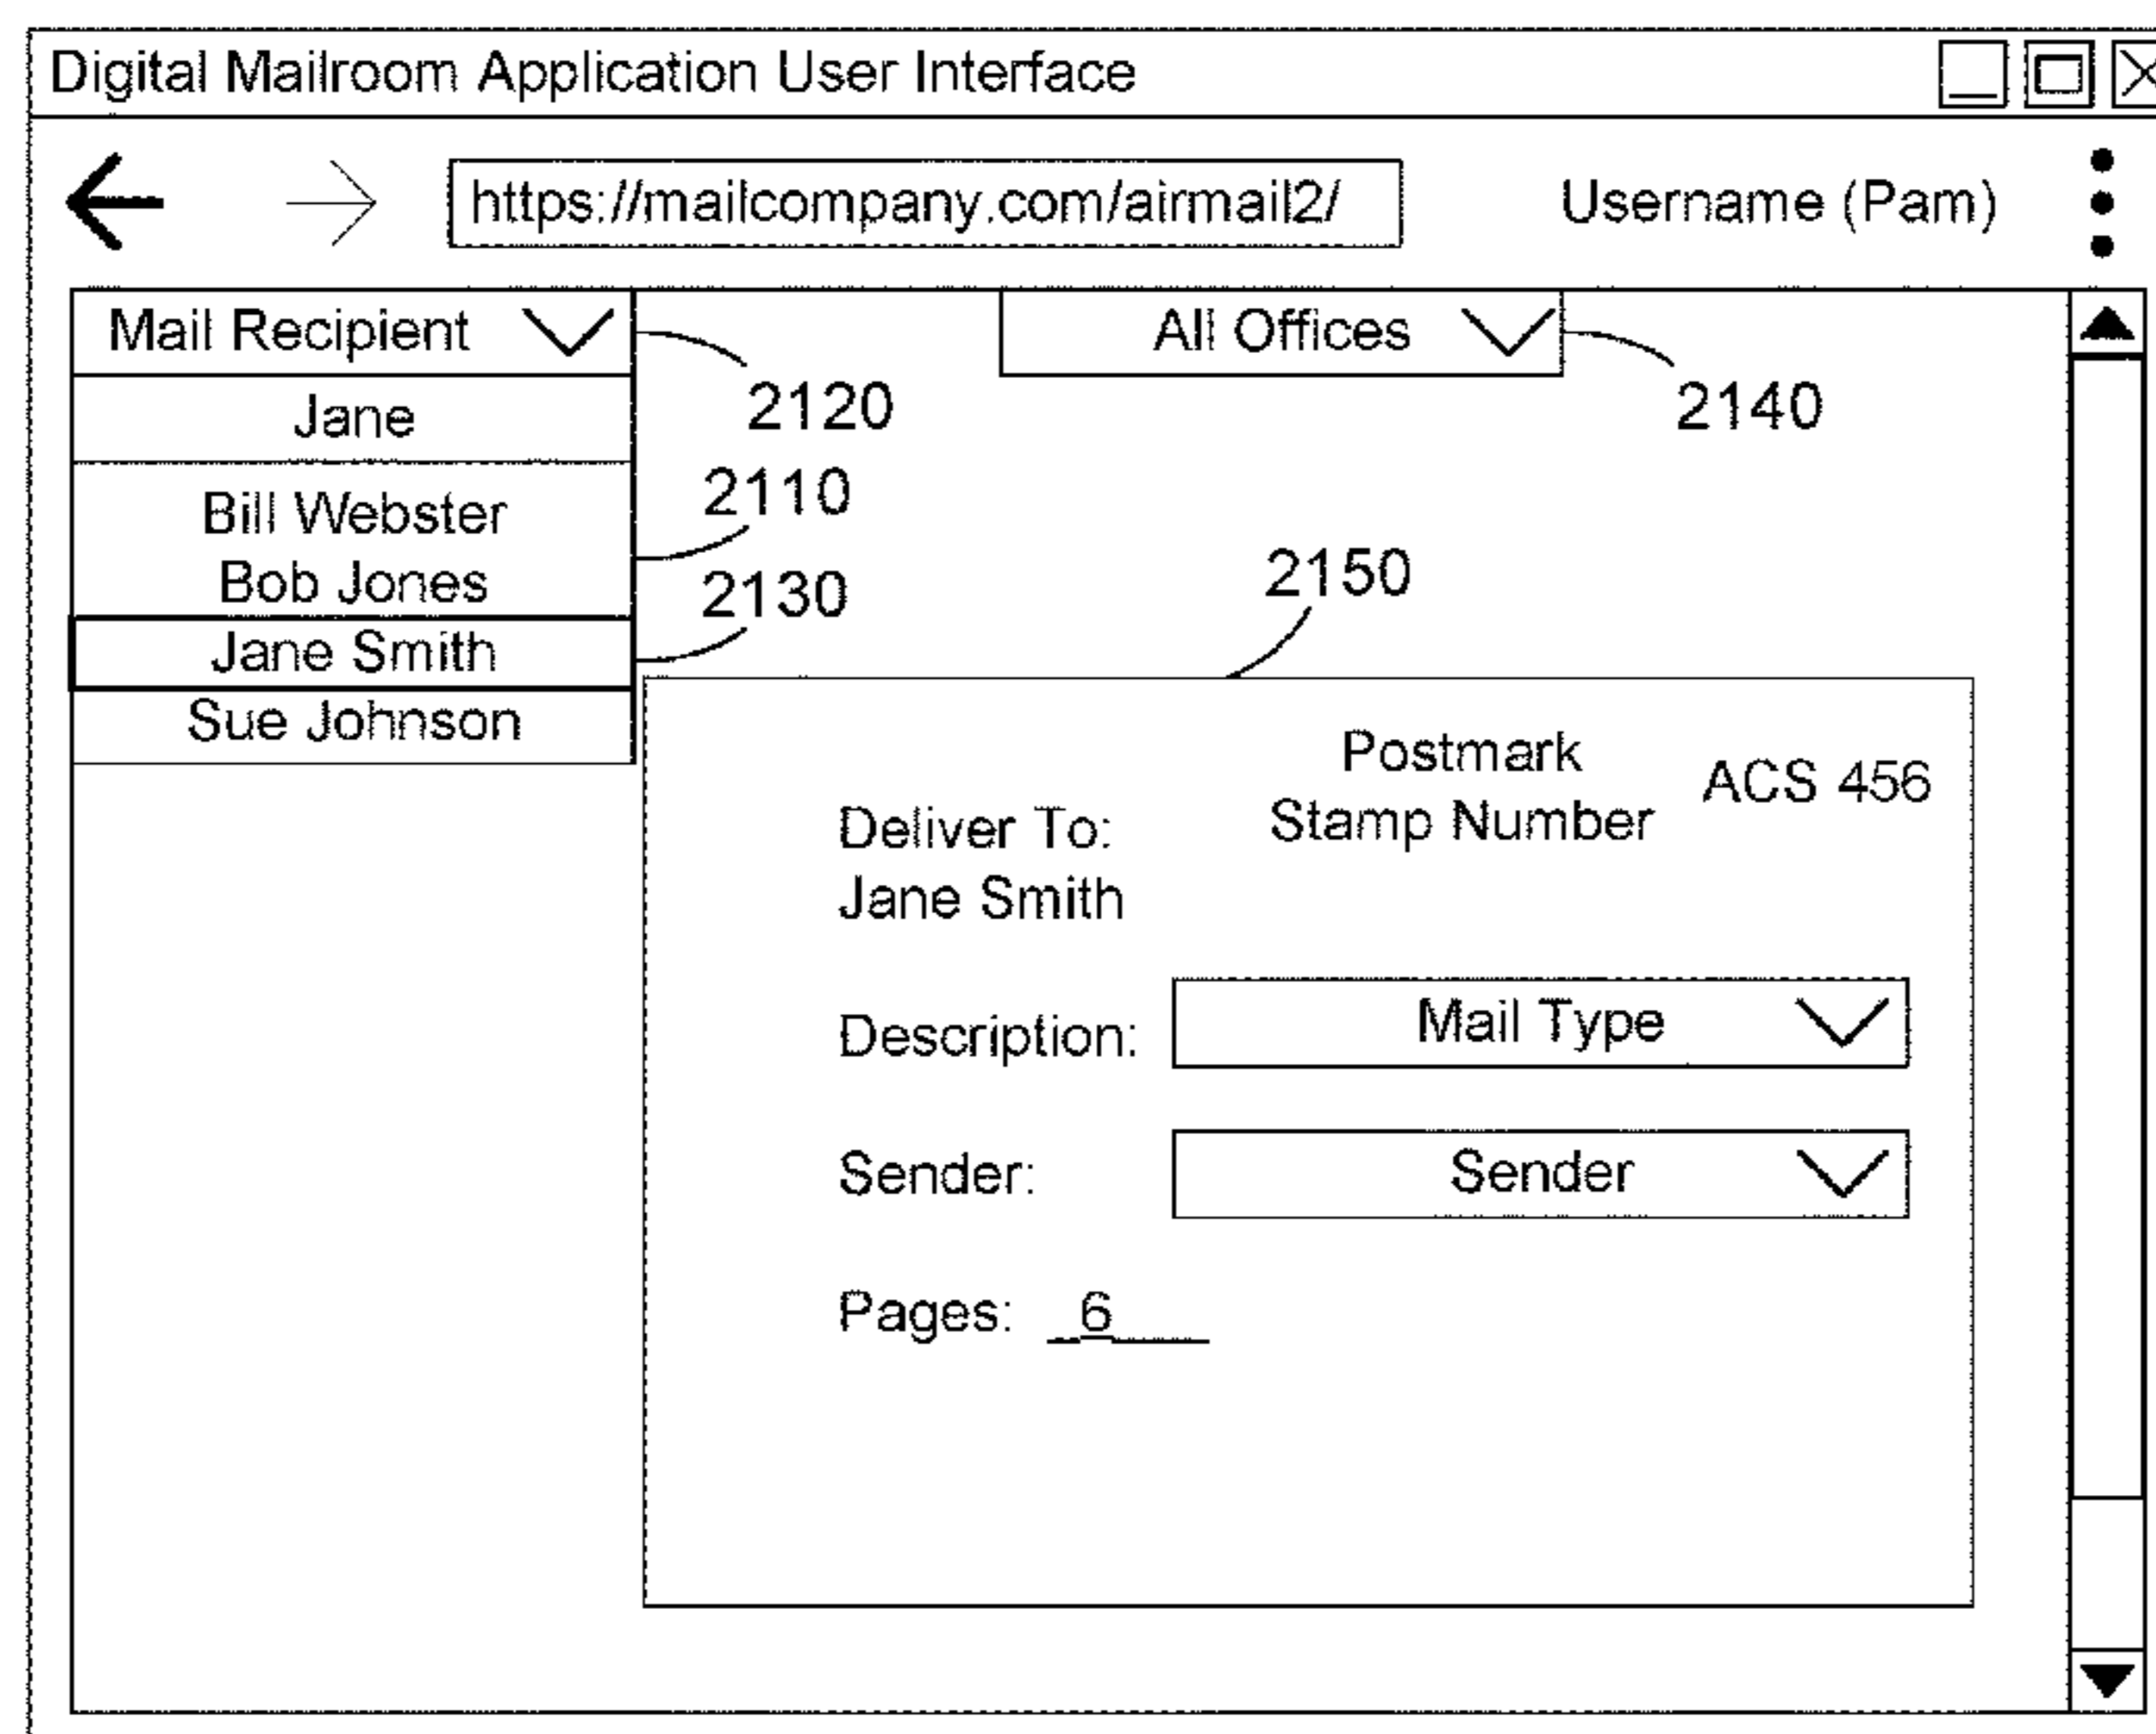 Digital Mailroom Application User Interface
https://mailcompany.com/airmail2/
Username (Pam)
Mail Recipient
All Offices
2120
2140
Jane
2110
Bill Webster
Bob Jones
2130
2150
Jane Smith
Sue Johnson
Postmark
Stamp Number
ACS 456
Deliver To:
Jane Smith
Description:
Mail Type
Sender:
Sender
Pages: 6